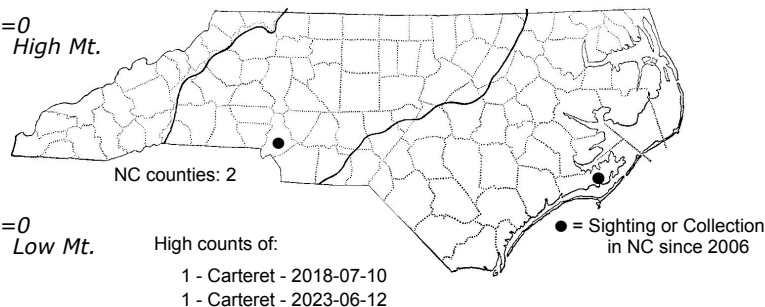 =0
High Mt.
NC counties: 2
=0
Low Mt.
High counts of:
1 - Carteret - 2018-07-10
1 - Carteret - 2023-06-12
● = Sighting or Collection
in NC since 2006